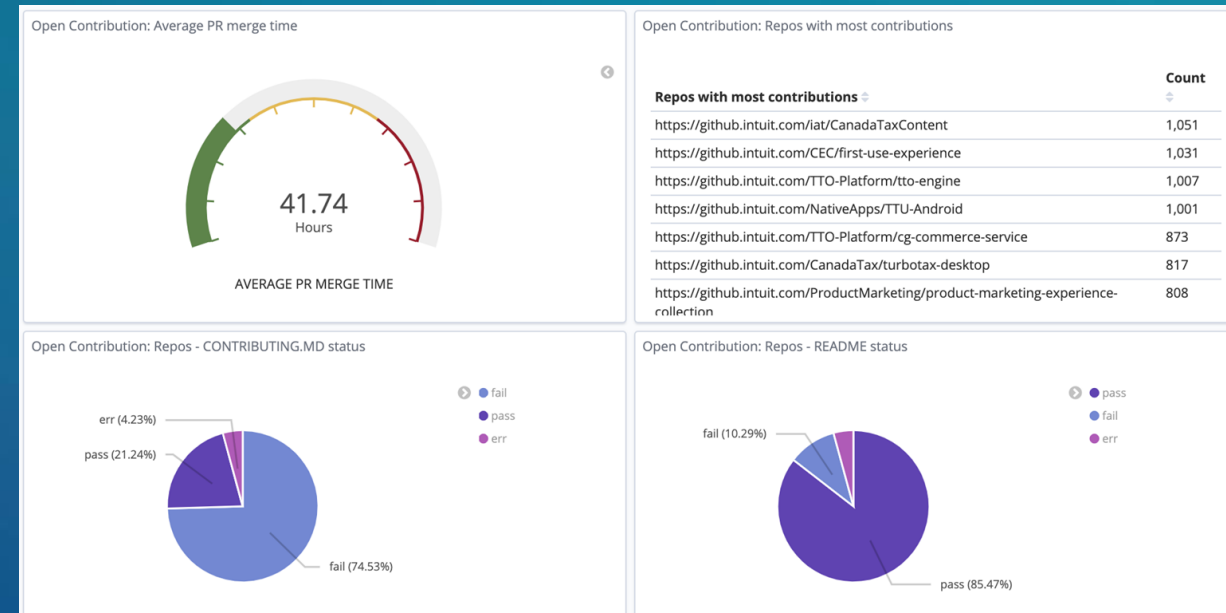 Open Contribution: Average PR merge time
41.74
Hours
AVERAGE PR MERGE TIME
Open Contribution: Repos with most contributions
Repos with most contributions Count
https://github.intuit.com/iat/CanadaTaxContent 1,051
https://github.intuit.com/CEC/first-use-experience 1,031
https://github.intuit.com/TTO-Platform/tto-engine 1,007
https://github.intuit.com/NativeApps/TTU-Android 1,001
https://github.intuit.com/TTO-Platform/cg-commerce-service 873
https://github.intuit.com/CanadaTax/turbotax-desktop 817
https://github.intuit.com/ProductMarketing/product-marketing-experience- 808
collection
Open Contribution: Repos - CONTRIBUTING.MD status
fail
pass
err
err (4.23%)
pass (21.24%)
fail (74.53%)
Open Contribution: Repos - README status
pass
fail
err
fail (10.29%)
pass (85.47%)